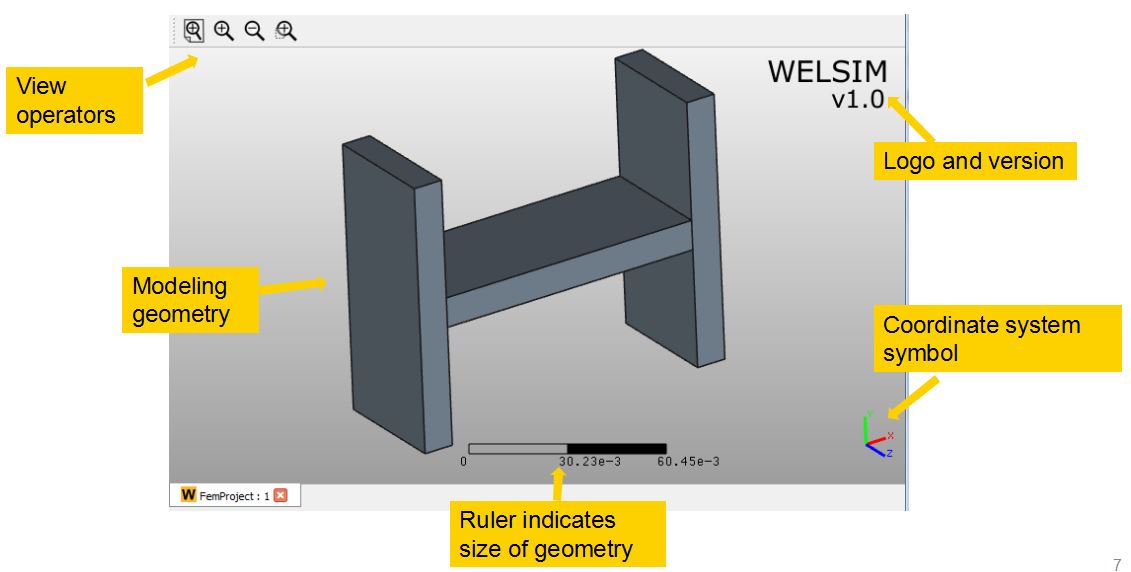 View
operators
WELSIM
v1.0
Logo and version
Modeling
geometry
Coordinate system
symbol
Y
X
Z
0 30.23e-3 60.45e-3
W FemProject : 1
Ruler indicates
size of geometry
7